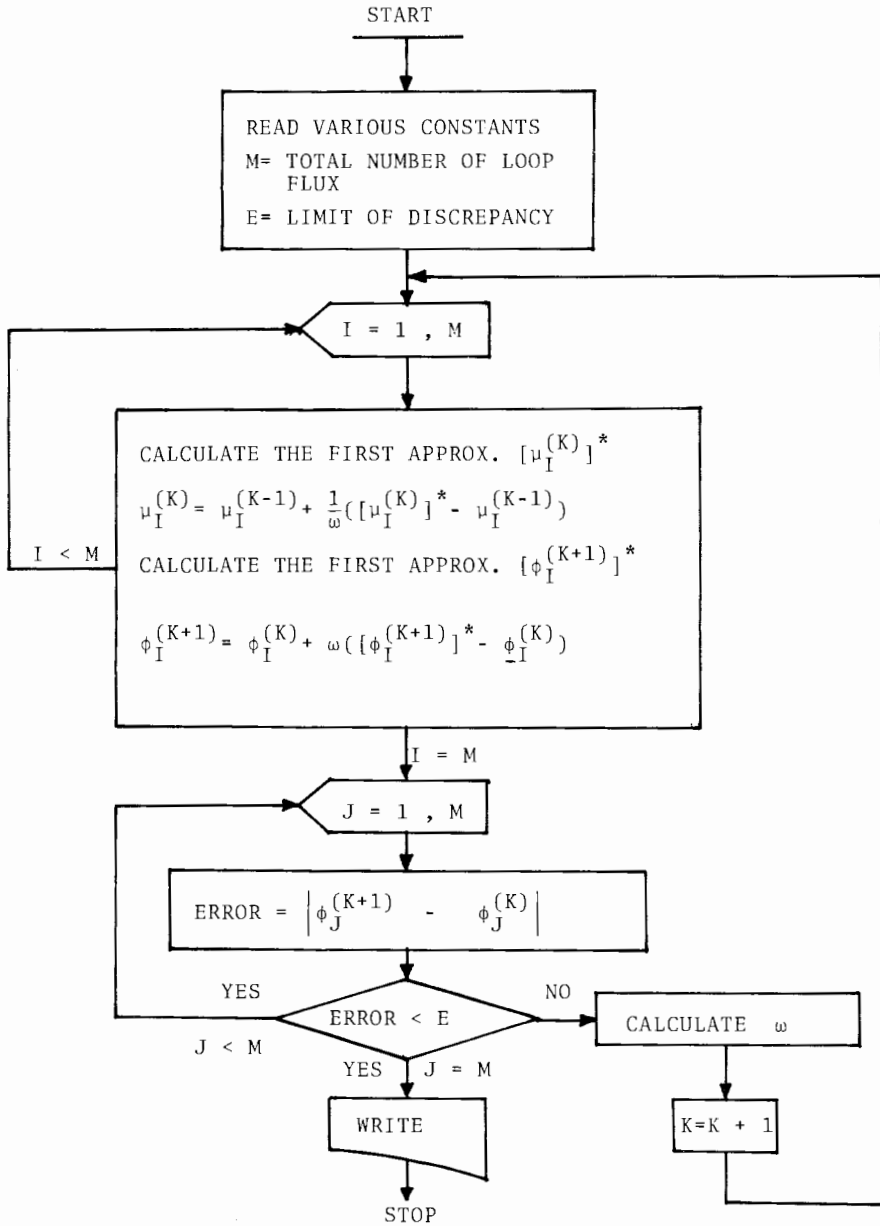 START
READ VARIOUS CONSTANTS
M= TOTAL NUMBER OF LOOP
FLUX
E= LIMIT OF DISCREPANCY
I = 1 , M
CALCULATE THE FIRST APPROX. [μ_I^(K)]*
μ_I^(K) = μ_I^(K-1) + 1/ω([μ_I^(K)]* - μ_I^(K-1))
I < M
CALCULATE THE FIRST APPROX. [ϕ_I^(K+1)]*
ϕ_I^(K+1) = ϕ_I^(K) + ω([ϕ_I^(K+1)]* - ϕ_I^(K))
I = M
J = 1 , M
ERROR = |ϕ_J^(K+1) - ϕ_J^(K)|
YES
NO
ERROR < E
CALCULATE ω
J < M
YES J = M
WRITE
K=K + 1
STOP